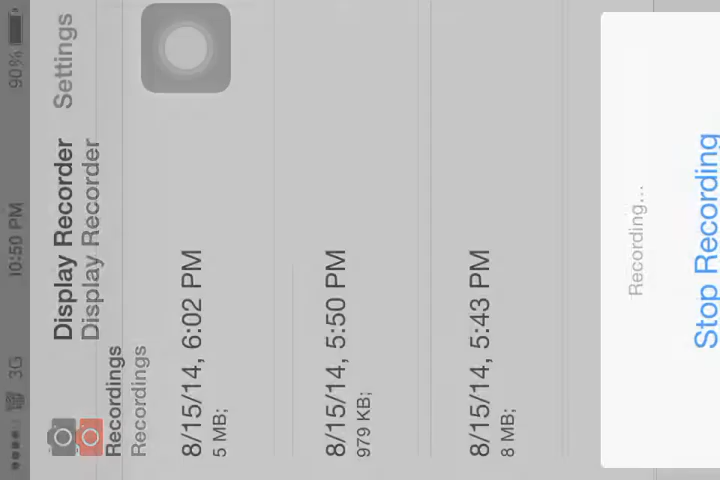 3G 10:50 PM 90%
Display Recorder Settings
Display Recorder
Recordings
Recordings
8/15/14, 6:02 PM
5 MB;
8/15/14, 5:50 PM
979 KB;
8/15/14, 5:43 PM
8 MB;
Recording...
Stop Recording